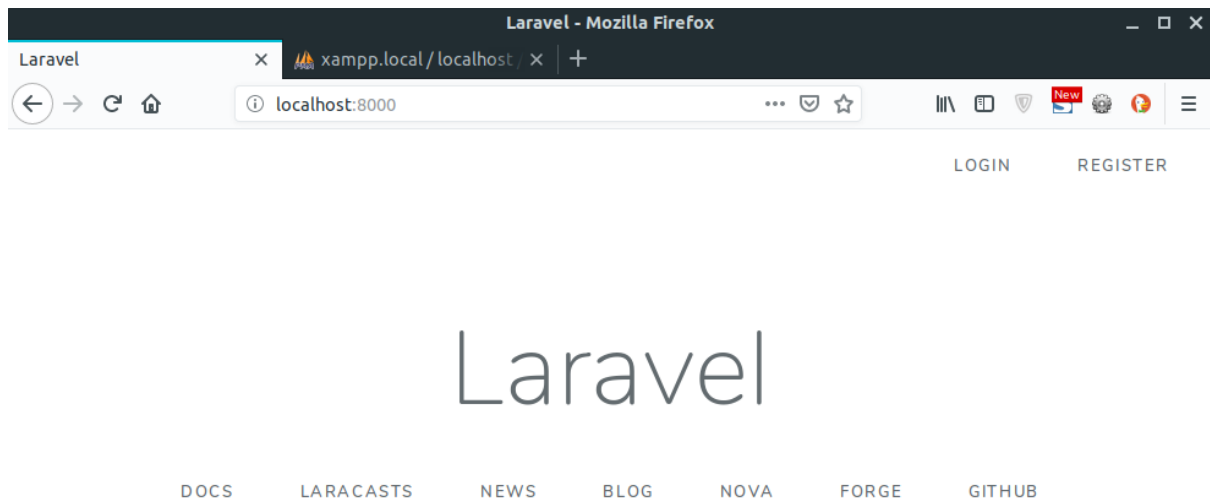 Laravel - Mozilla Firefox
Laravel
xampp.local / localhost /
localhost:8000
New
LOGIN REGISTER
Laravel
DOCS LARACASTS NEWS BLOG NOVA FORGE GITHUB